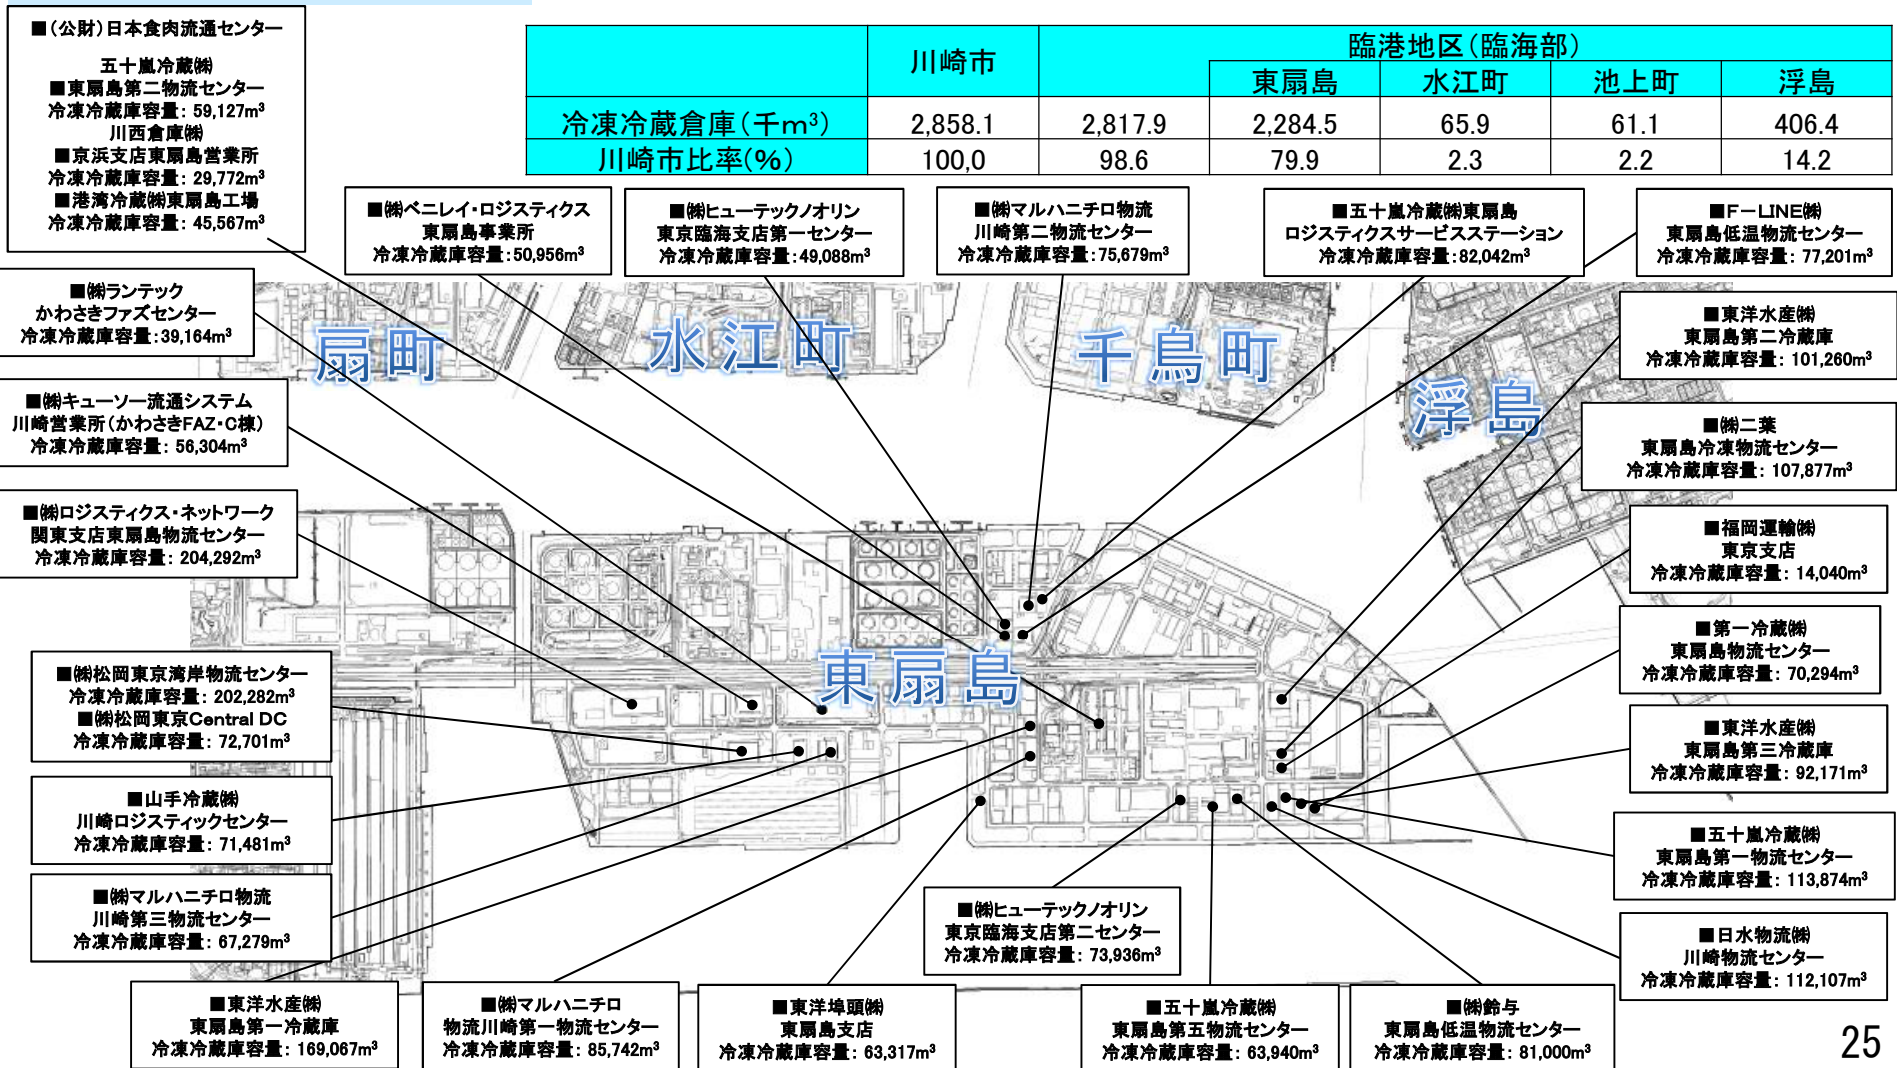 ■(公財)日本食肉流通センター
五十嵐冷蔵㈱
■東扇島第二物流センター
冷凍冷蔵庫容量：59,127m³
川西倉庫㈱
■京浜支店東扇島営業所
冷凍冷蔵庫容量：29,772m³
■港湾冷蔵㈱東扇島工場
冷凍冷蔵庫容量：45,567m³
川崎市
臨港地区(臨海部)
東扇島 水江町 池上町 浮島
冷凍冷蔵倉庫(千m³) 2,858.1 2,817.9 2,284.5 65.9 61.1 406.4
川崎市比率(%) 100,0 98.6 79.9 2.3 2.2 14.2
■㈱ベニレイ・ロジスティクス
東扇島事業所
冷凍冷蔵庫容量：50,956m³
■㈱ヒューテックノオリン
東京臨海支店第一センター
冷凍冷蔵庫容量：49,088m³
■㈱マルハニチロ物流
川崎第二物流センター
冷凍冷蔵庫容量：75,679m³
■五十嵐冷蔵㈱東扇島
ロジスティクスサービスステーション
冷凍冷蔵庫容量：82,042m³
■F－LINE㈱
東扇島低温物流センター
冷凍冷蔵庫容量：77,201m³
■㈱ランテック
かわさきファズセンター
冷凍冷蔵庫容量：39,164m³
■東洋水産㈱
東扇島第二冷蔵庫
冷凍冷蔵庫容量：101,260m³
扇町
水江町
千鳥町
浮島
■㈱キューソー流通システム
川崎営業所(かわさきFAZ・C棟)
冷凍冷蔵庫容量：56,304m³
■㈱二葉
東扇島冷凍物流センター
冷凍冷蔵庫容量：107,877m³
■㈱ロジスティクス・ネットワーク
関東支店東扇島物流センター
冷凍冷蔵庫容量：204,292m³
■福岡運輸㈱
東京支店
冷凍冷蔵庫容量：14,040m³
■第一冷蔵㈱
東扇島物流センター
冷凍冷蔵庫容量：70,294m³
東扇島
■㈱松岡東京湾岸物流センター
冷凍冷蔵庫容量：202,282m³
■㈱松岡東京Central DC
冷凍冷蔵庫容量：72,701m³
■東洋水産㈱
東扇島第三冷蔵庫
冷凍冷蔵庫容量：92,171m³
■山手冷蔵㈱
川崎ロジスティックセンター
冷凍冷蔵庫容量：71,481m³
■五十嵐冷蔵㈱
東扇島第一物流センター
冷凍冷蔵庫容量：113,874m³
■㈱マルハニチロ物流
川崎第三物流センター
冷凍冷蔵庫容量：67,279m³
■㈱ヒューテックノオリン
東京臨海支店第二センター
冷凍冷蔵庫容量：73,936m³
■日水物流㈱
川崎物流センター
冷凍冷蔵庫容量：112,107m³
■東洋水産㈱
東扇島第一冷蔵庫
冷凍冷蔵庫容量：169,067m³
■㈱マルハニチロ
物流川崎第一物流センター
冷凍冷蔵庫容量：85,742m³
■東洋埠頭㈱
東扇島支店
冷凍冷蔵庫容量：63,317m³
■五十嵐冷蔵㈱
東扇島第五物流センター
冷凍冷蔵庫容量：63,940m³
■㈱鈴与
東扇島低温物流センター
冷凍冷蔵庫容量：81,000m³
25